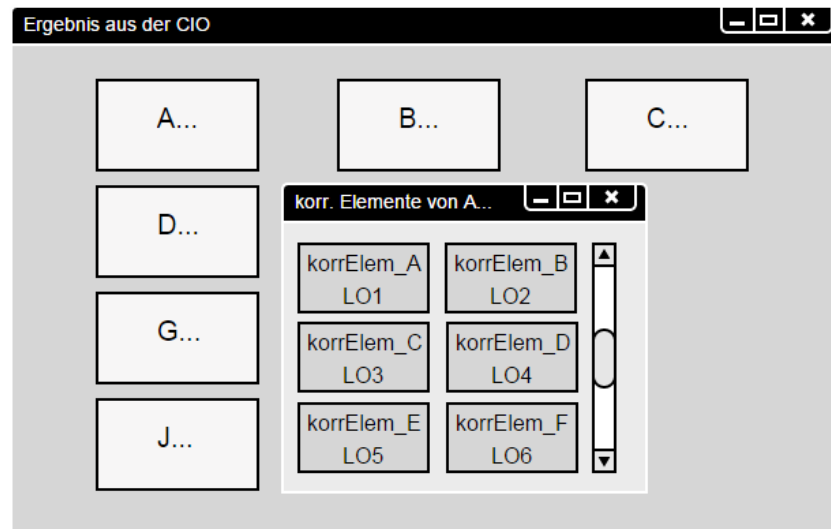 Ergebnis aus der CIO
A...
B...
C...
D...
G...
J...
korr. Elemente von A...
korrElem_A
LO1
korrElem_B
LO2
korrElem_C
LO3
korrElem_D
LO4
korrElem_E
LO5
korrElem_F
LO6